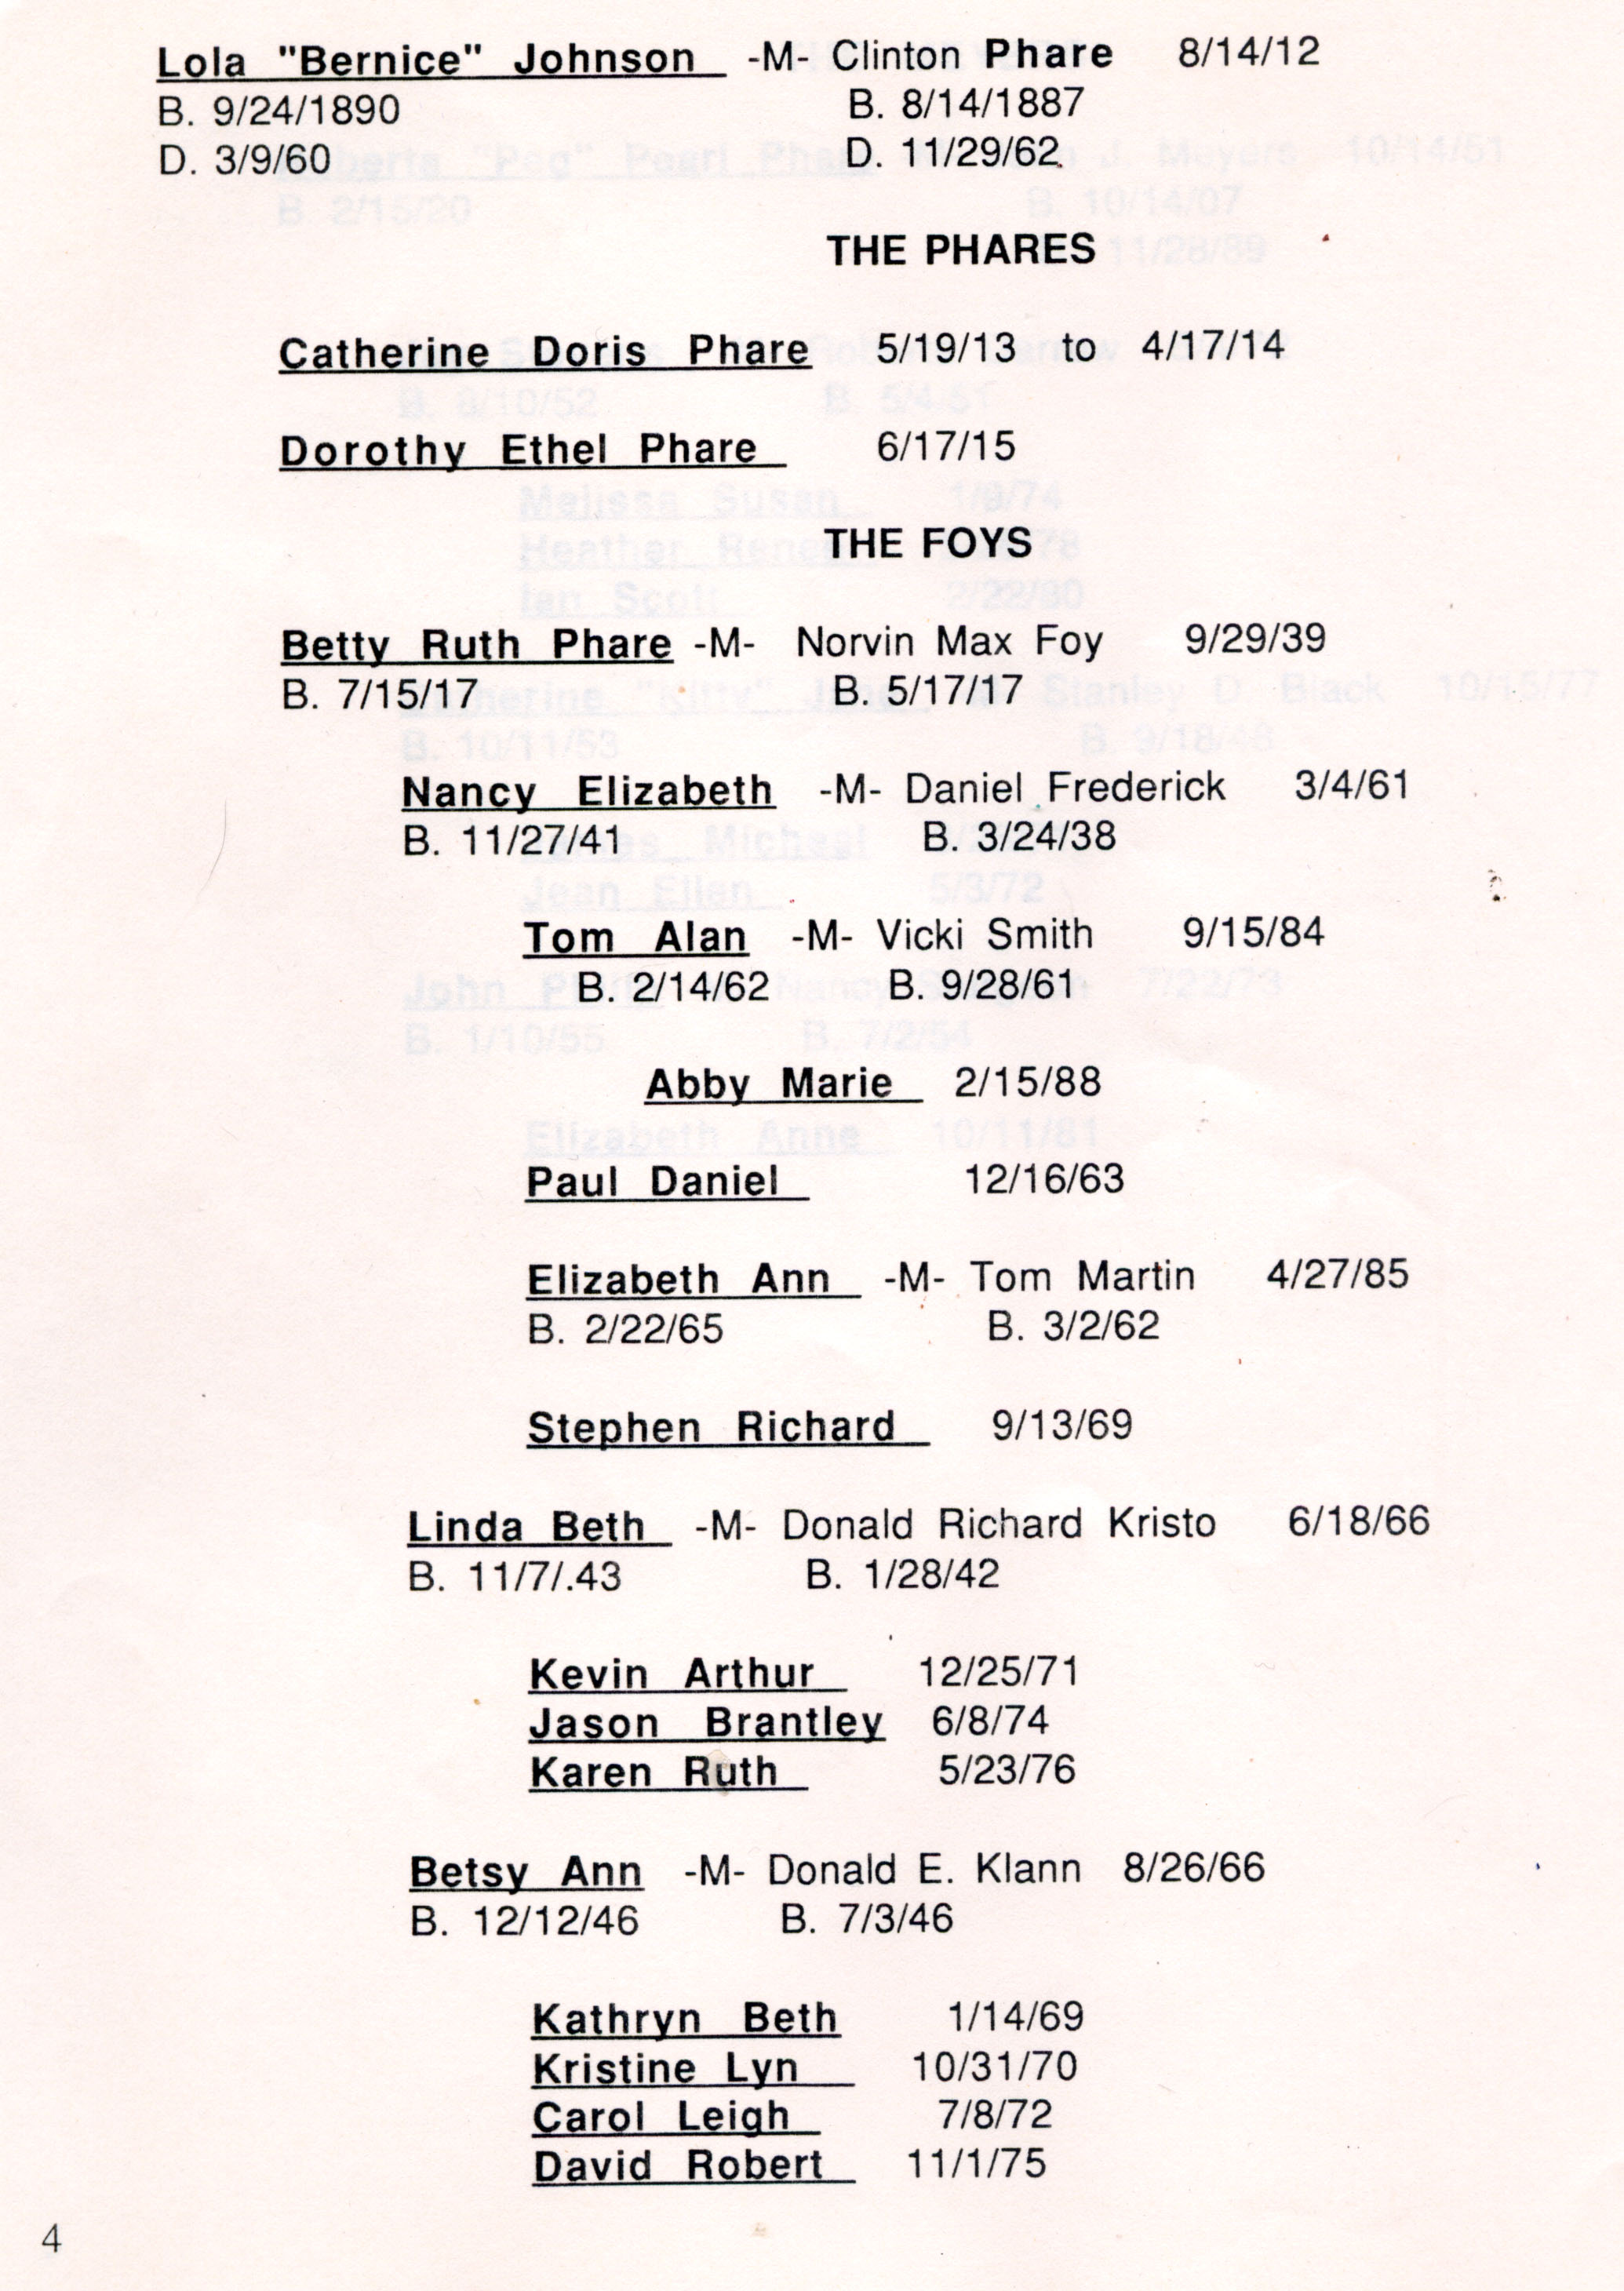 Lola "Bernice" Johnson -M- Clinton Phare 8/14/12
B. 9/24/1890 B. 8/14/1887
D. 3/9/60 D. 11/29/62
THE PHARES
Catherine Doris Phare 5/19/13 to 4/17/14
Dorothy Ethel Phare 6/17/15
THE FOYS
Betty Ruth Phare -M- Norvin Max Foy 9/29/39
B. 7/15/17 B. 5/17/17
Nancy Elizabeth -M- Daniel Frederick 3/4/61
B. 11/27/41 B. 3/24/38
Tom Alan -M- Vicki Smith 9/15/84
B. 2/14/62 B. 9/28/61
Abby Marie 2/15/88
Paul Daniel 12/16/63
Elizabeth Ann -M- Tom Martin 4/27/85
B. 2/22/65 B. 3/2/62
Stephen Richard 9/13/69
Linda Beth -M- Donald Richard Kristo 6/18/66
B. 11/7/.43 B. 1/28/42
Kevin Arthur 12/25/71
Jason Brantley 6/8/74
Karen Ruth 5/23/76
Betsy Ann -M- Donald E. Klann 8/26/66
B. 12/12/46 B. 7/3/46
Kathryn Beth 1/14/69
Kristine Lyn 10/31/70
Carol Leigh 7/8/72
David Robert 11/1/75
4